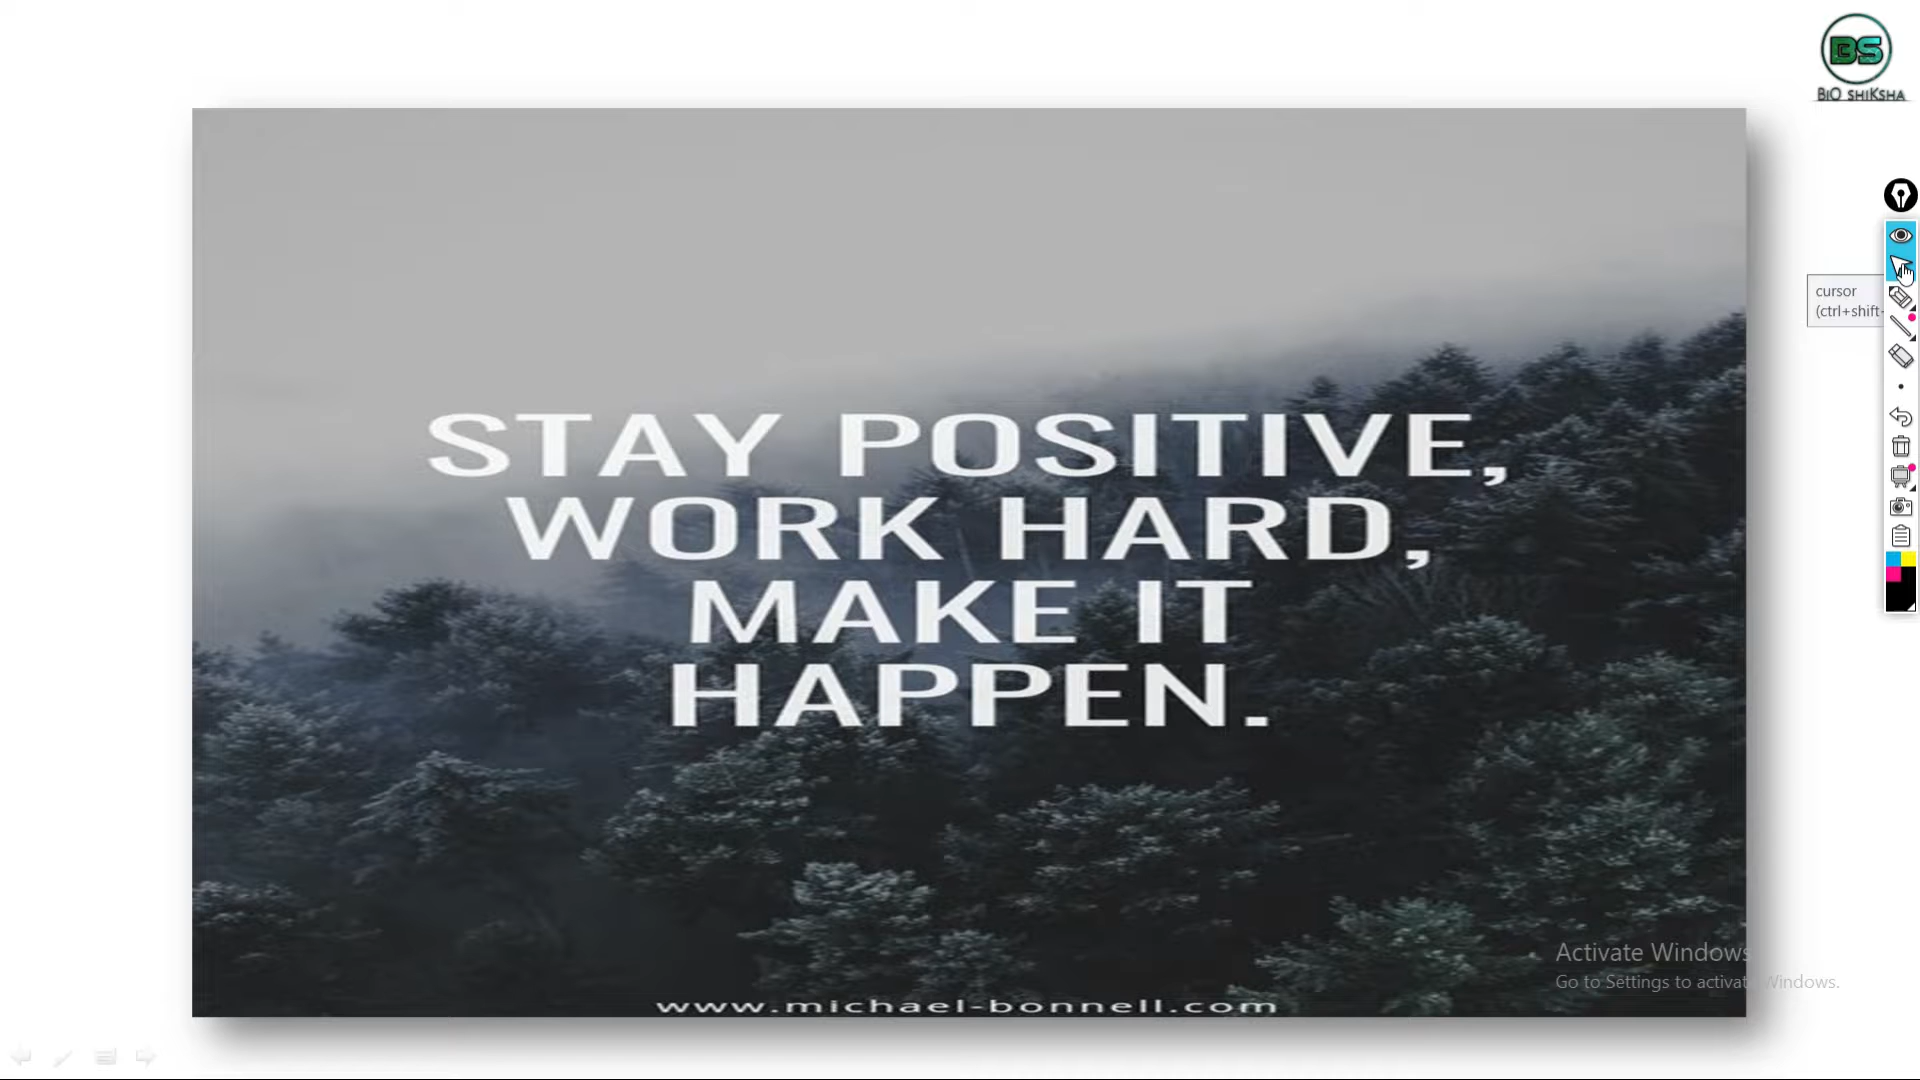 BS
BiO SHiKSHA
cursor
(ctrl+shift-
STAY POSITIVE,
WORK HARD,
MAKE IT
HAPPEN.
Activate Windows
Go to Settings to activate Windows.
www.michael-bonnell.com